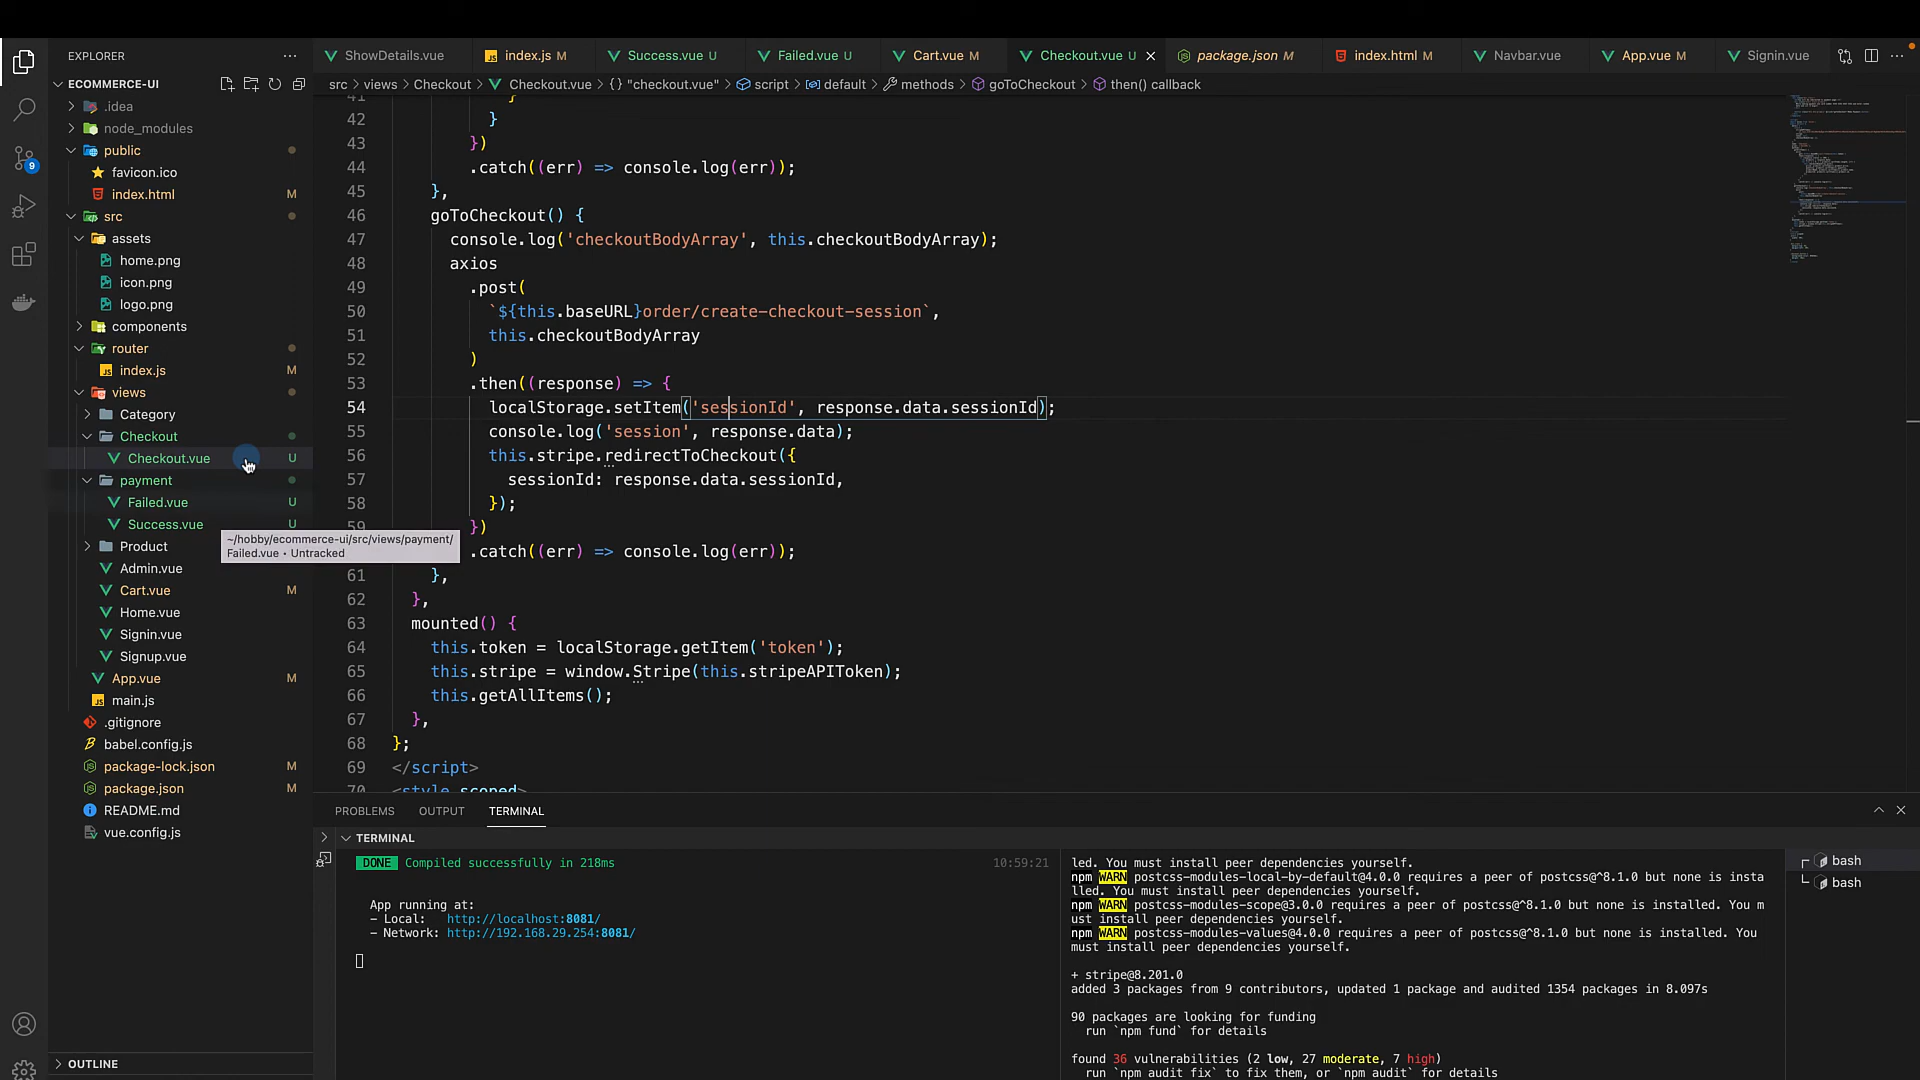 EXPLORER
ECOMMERCE-UI
.idea
node_modules
public
favicon.ico
index.html M
src
assets
home.png
icon.png
logo.png
components
router
index.js M
views
Category
Checkout
Checkout.vue U
payment
Failed.vue U
Success.vue U
~/hobby/ecommerce-ui/src/views/payment/
Failed.vue • Untracked
Product
Admin.vue
Cart.vue M
Home.vue
Signin.vue
Signup.vue
App.vue M
main.js
.gitignore
babel.config.js
package-lock.json M
package.json M
README.md
vue.config.js
OUTLINE
9
ShowDetails.vue index.js M Success.vue U Failed.vue U Cart.vue M Checkout.vue U package.json M index.html M Navbar.vue App.vue M Signin.vue
src > views > Checkout > Checkout.vue > {} "checkout.vue" > script > default > methods > goToCheckout > then() callback
41 }
42 }
43 })
44 .catch((err) => console.log(err));
45 },
46 goToCheckout() {
47 console.log('checkoutBodyArray', this.checkoutBodyArray);
48 axios
49 .post(
50 `${this.baseURL}order/create-checkout-session`,
51 this.checkoutBodyArray
52 )
53 .then((response) => {
54 localStorage.setItem('sessionId', response.data.sessionId);
55 console.log('session', response.data);
56 this.stripe.redirectToCheckout({
57 sessionId: response.data.sessionId,
58 });
59 })
.catch((err) => console.log(err));
61 },
62 },
63 mounted() {
64 this.token = localStorage.getItem('token');
65 this.stripe = window.Stripe(this.stripeAPIToken);
66 this.getAllItems();
67 },
68 };
69 </script>
70 <style scoped>
PROBLEMS OUTPUT TERMINAL
TERMINAL
DONE Compiled successfully in 218ms 10:59:21
App running at:
- Local: http://localhost:8081/
- Network: http://192.168.29.254:8081/
led. You must install peer dependencies yourself.
npm WARN postcss-modules-local-by-default@4.0.0 requires a peer of postcss@^8.1.0 but none is insta
lled. You must install peer dependencies yourself.
npm WARN postcss-modules-scope@3.0.0 requires a peer of postcss@^8.1.0 but none is installed. You m
ust install peer dependencies yourself.
npm WARN postcss-modules-values@4.0.0 requires a peer of postcss@^8.1.0 but none is installed. You
must install peer dependencies yourself.
+ stripe@8.201.0
added 3 packages from 9 contributors, updated 1 package and audited 1354 packages in 8.097s
90 packages are looking for funding
run `npm fund` for details
found 36 vulnerabilities (2 low, 27 moderate, 7 high)
run `npm audit fix` to fix them, or `npm audit` for details
bash
bash